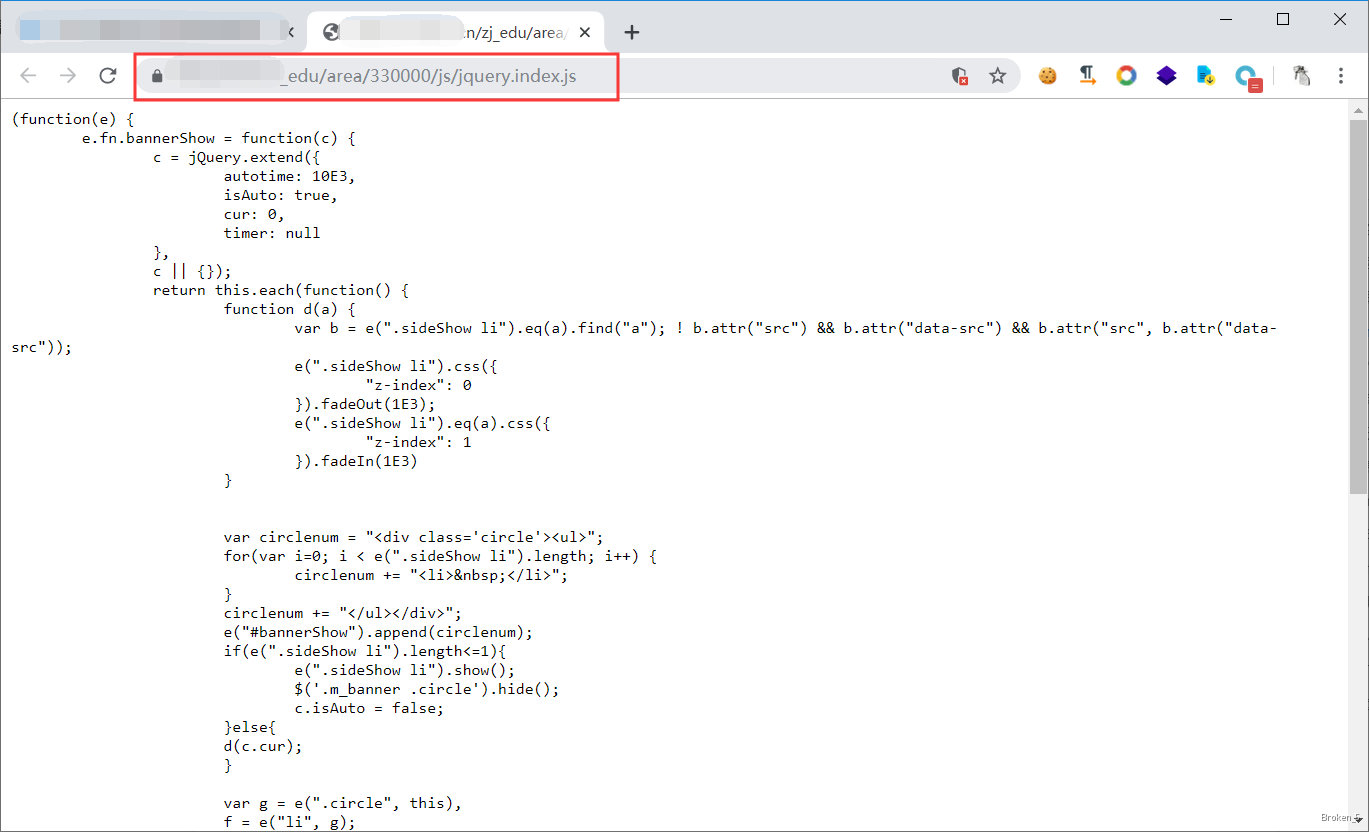 .n/zj_edu/area/
_edu/area/330000/js/jquery.index.js
(function(e) {
e.fn.bannerShow = function(c) {
c = jQuery.extend({
autotime: 10E3,
isAuto: true,
cur: 0,
timer: null
},
c || {});
return this.each(function() {
function d(a) {
var b = e(".sideShow li").eq(a).find("a"); ! b.attr("src") && b.attr("data-src") && b.attr("src", b.attr("data-
src"));
e(".sideShow li").css({
"z-index": 0
}).fadeOut(1E3);
e(".sideShow li").eq(a).css({
"z-index": 1
}).fadeIn(1E3)
}
var circlenum = "<div class='circle'><ul>";
for(var i=0; i < e(".sideShow li").length; i++) {
circlenum += "<li>&nbsp;</li>";
}
circlenum += "</ul></div>";
e("#bannerShow").append(circlenum);
if(e(".sideShow li").length<=1){
e(".sideShow li").show();
$('.m_banner .circle').hide();
c.isAuto = false;
}else{
d(c.cur);
}
var g = e(".circle", this),
f = e("li", g);